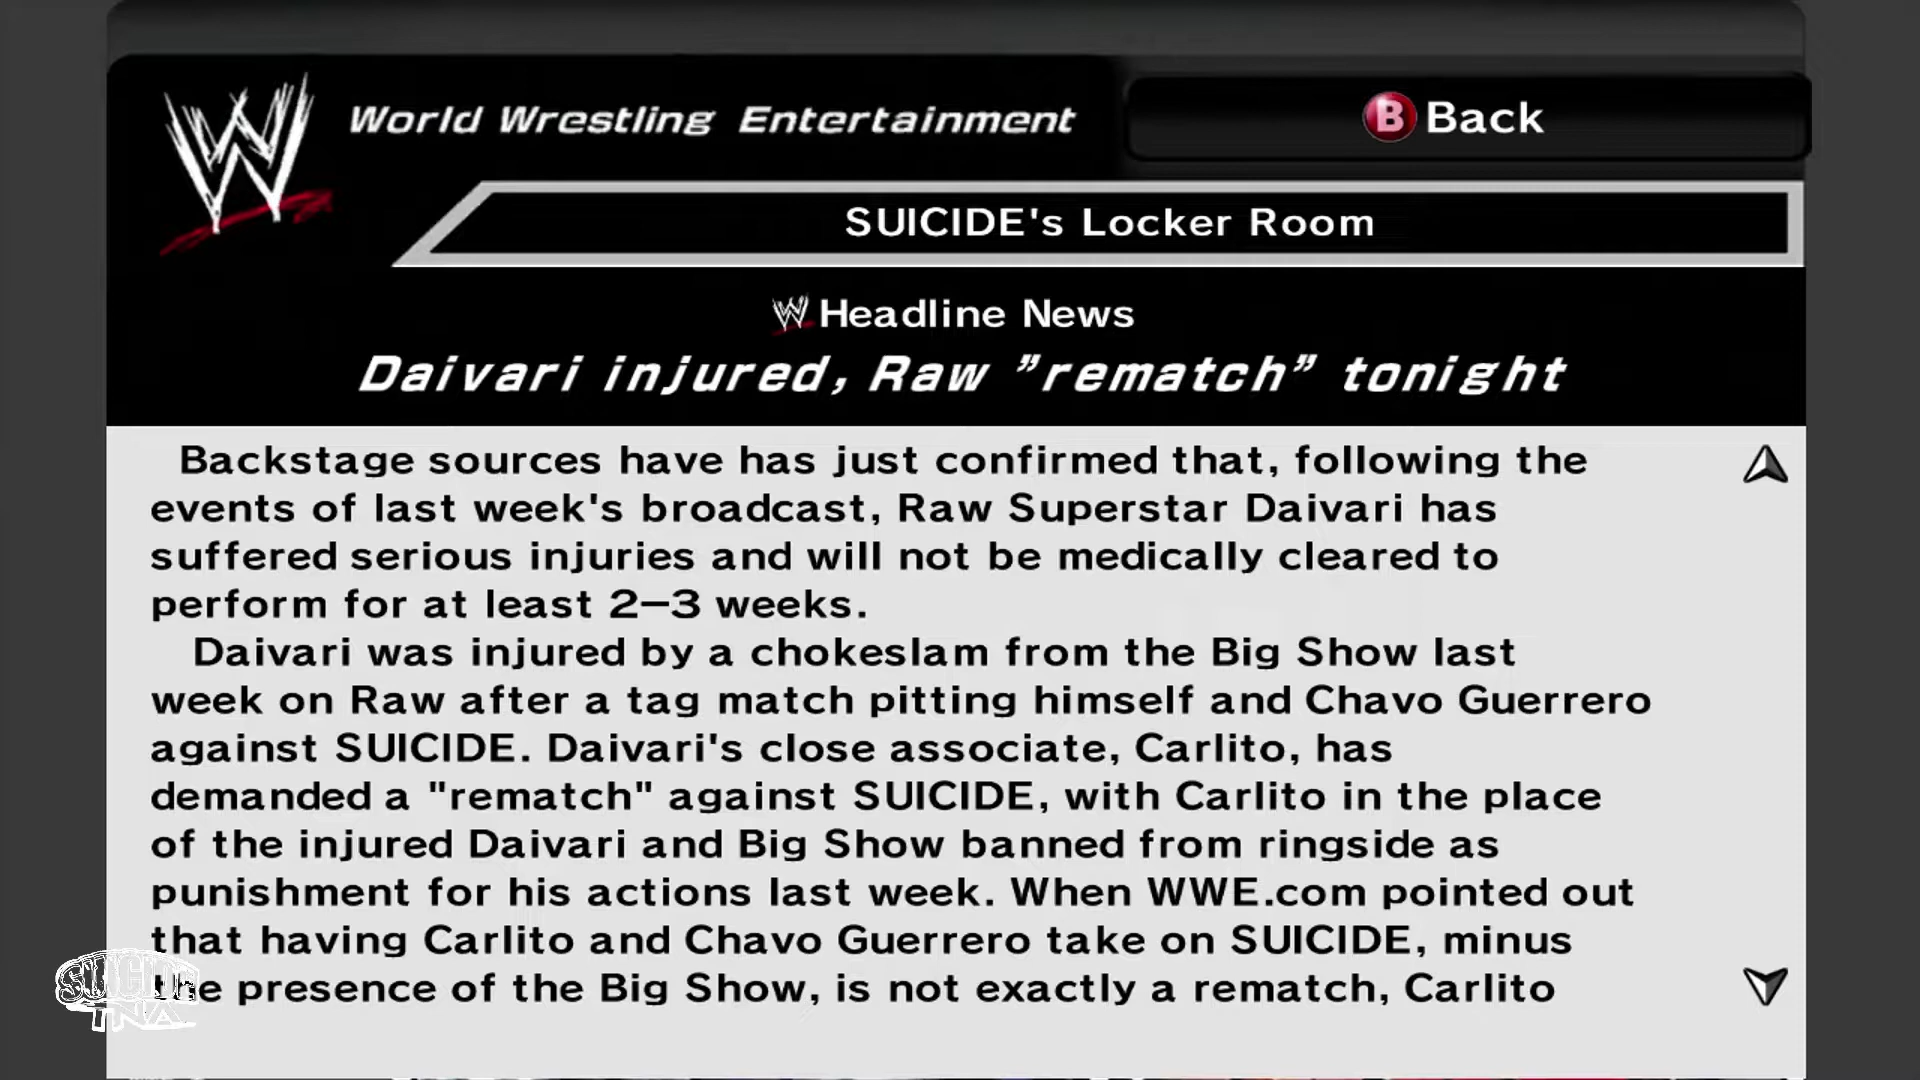 World Wrestling Entertainment
B Back
SUICIDE's Locker Room
W Headline News
Daivari injured, Raw "rematch" tonight
Backstage sources have has just confirmed that, following the
events of last week's broadcast, Raw Superstar Daivari has
suffered serious injuries and will not be medically cleared to
perform for at least 2–3 weeks.
Daivari was injured by a chokeslam from the Big Show last
week on Raw after a tag match pitting himself and Chavo Guerrero
against SUICIDE. Daivari's close associate, Carlito, has
demanded a "rematch" against SUICIDE, with Carlito in the place
of the injured Daivari and Big Show banned from ringside as
punishment for his actions last week. When WWE.com pointed out
that having Carlito and Chavo Guerrero take on SUICIDE, minus
the presence of the Big Show, is not exactly a rematch, Carlito
SUICIDE
TNA